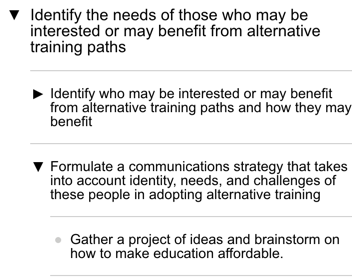 Identify the needs of those who may be
interested or may benefit from alternative
training paths
Identify who may be interested or may benefit
from alternative training paths and how they may
benefit
Formulate a communications strategy that takes
into account identity, needs, and challenges of
these people in adopting alternative training
Gather a project of ideas and brainstorm on
how to make education affordable.